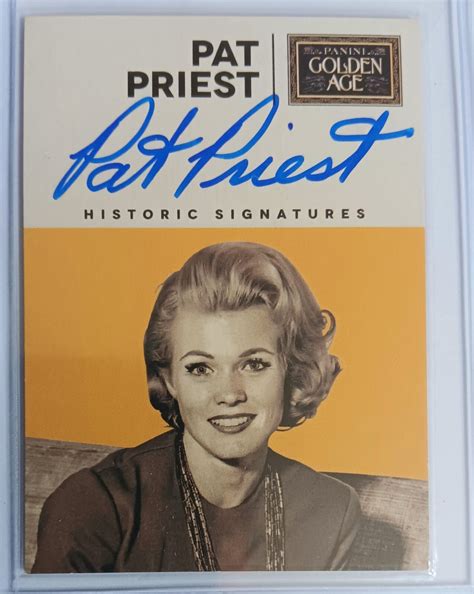 PAT
PRIEST
PANINI
GOLDEN
AGE
Pat Priest
HISTORIC SIGNATURES